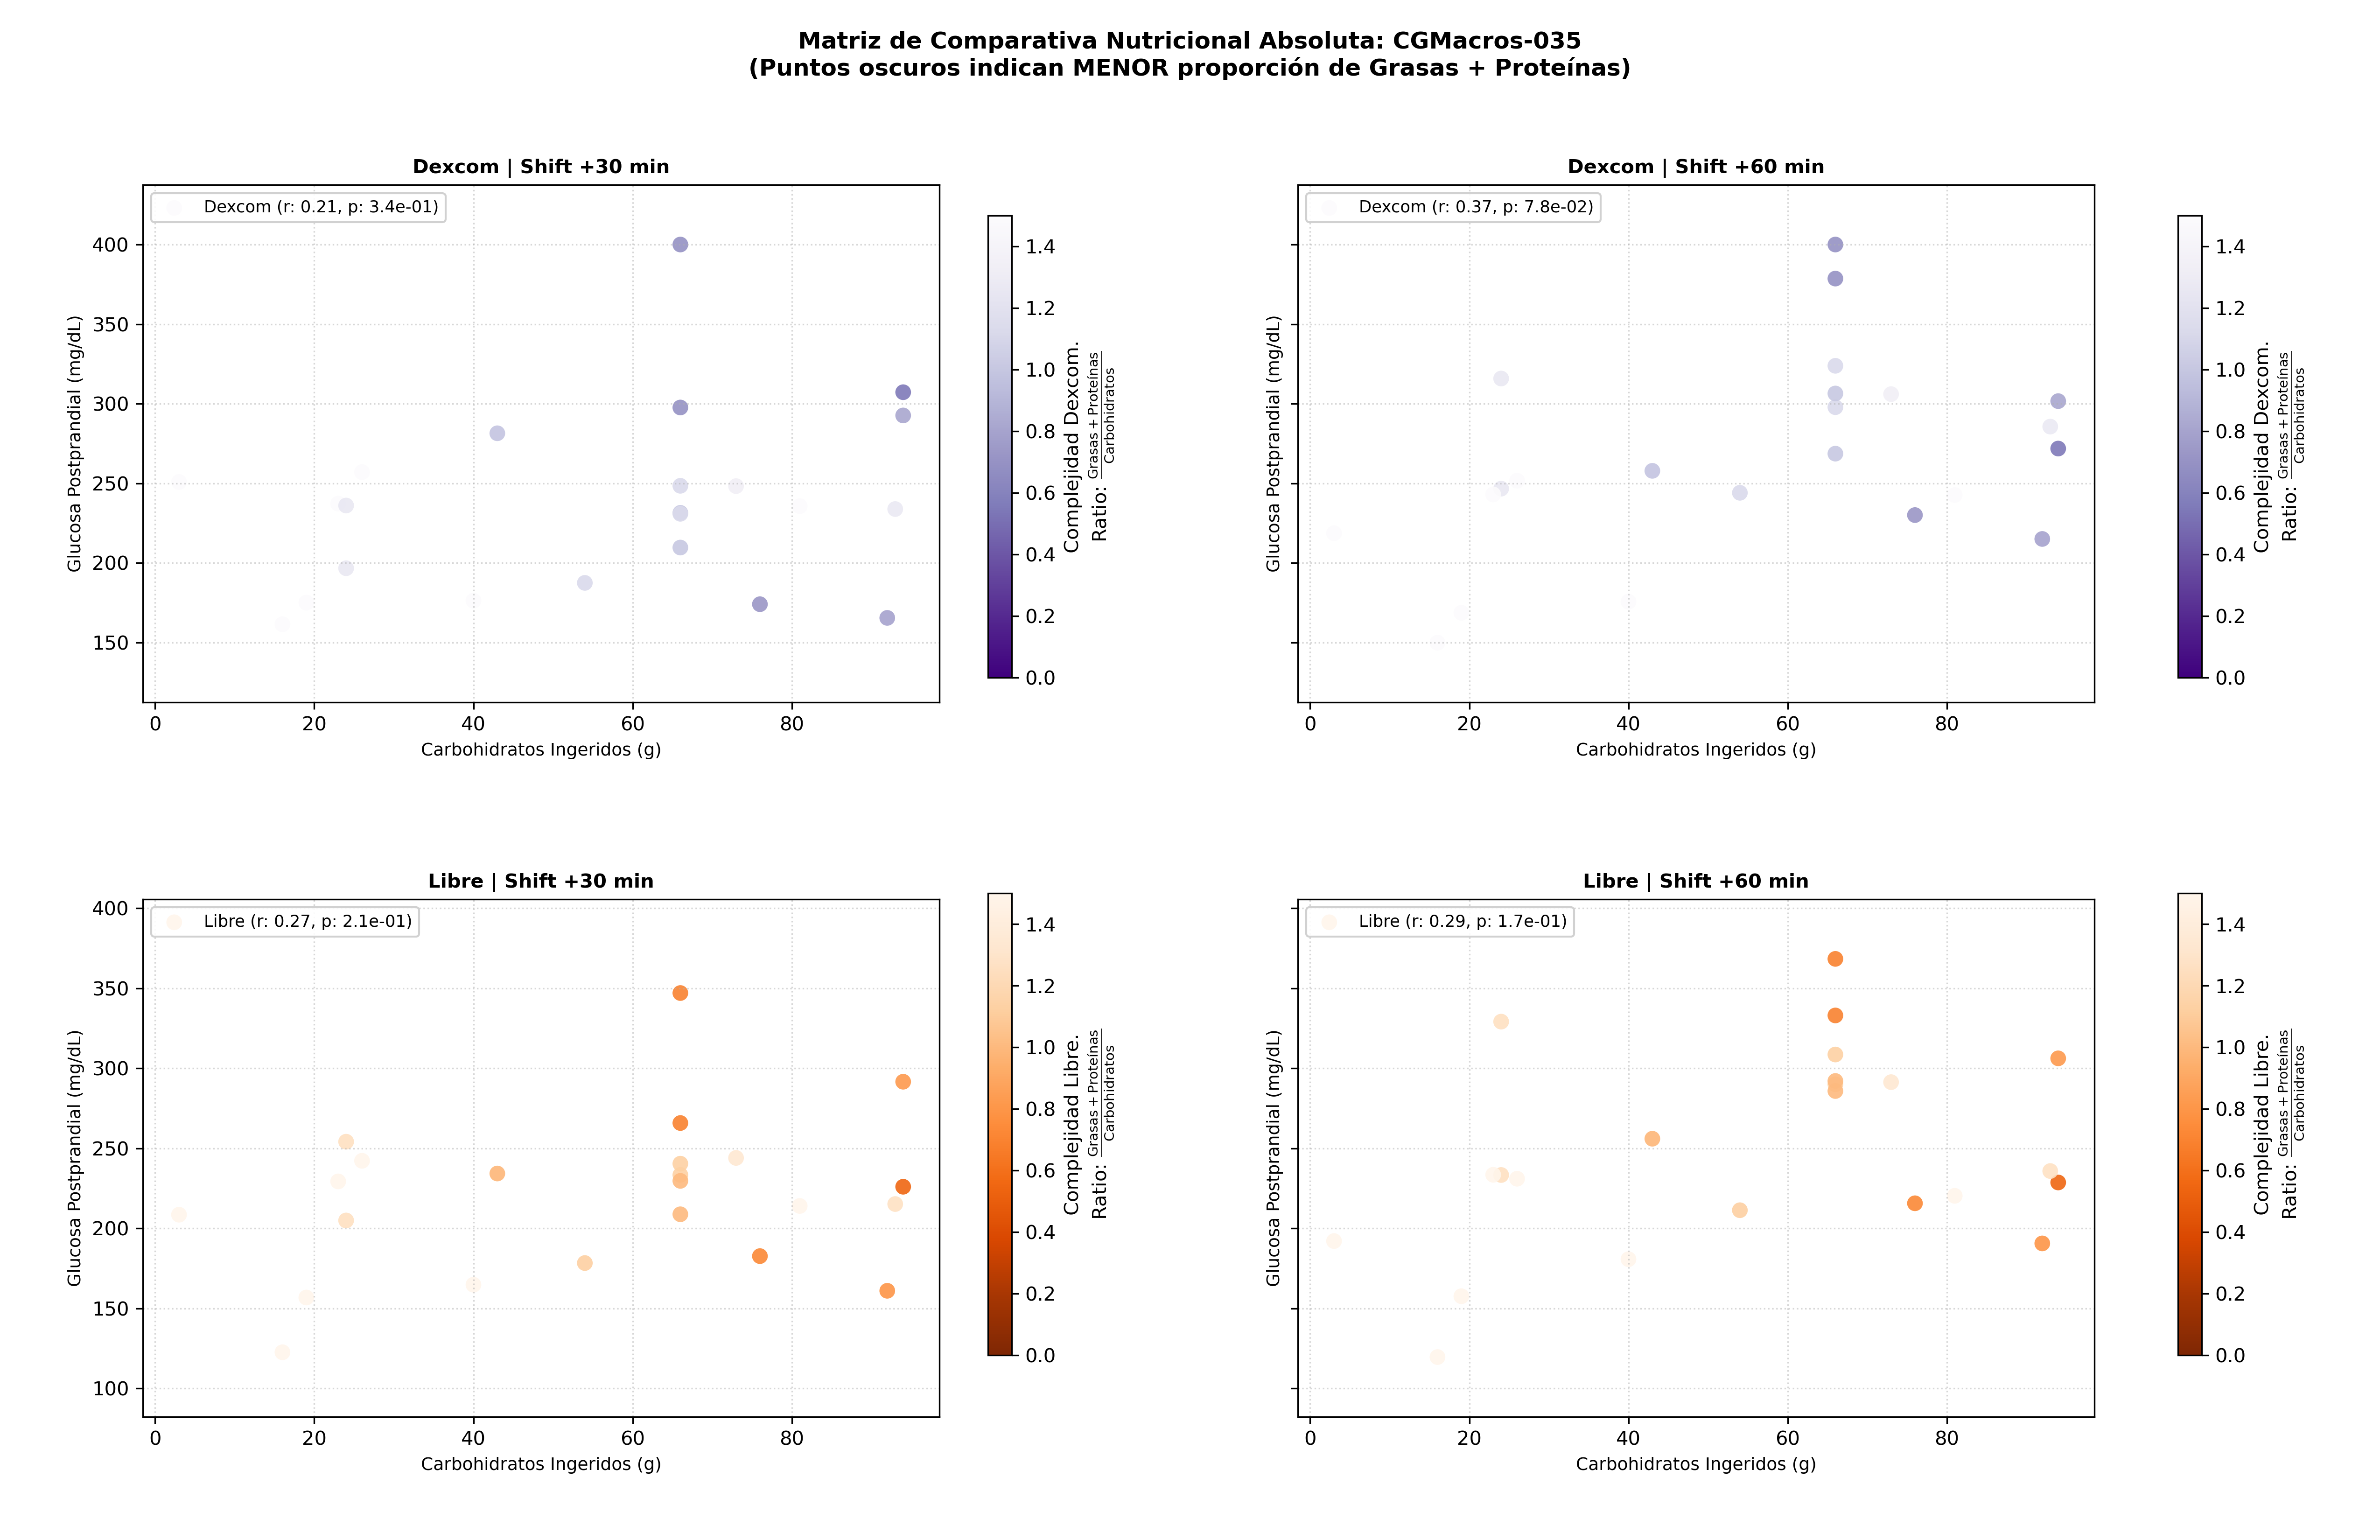 Matriz de Comparativa Nutricional Absoluta: CGMacros-035
(Puntos oscuros indican MENOR proporción de Grasas + Proteínas)
Dexcom | Shift +30 min
Dexcom (r: 0.21, p: 3.4e-01)
Glucosa Postprandial (mg/dL)
400
350
300
250
200
150
0 20 40 60 80
Carbohidratos Ingeridos (g)
1.4
1.2
1.0
0.8
0.6
0.4
0.2
0.0
Complejidad Dexcom.
Ratio: Grasas + Proteínas
Carbohidratos
Dexcom | Shift +60 min
Dexcom (r: 0.37, p: 7.8e-02)
Glucosa Postprandial (mg/dL)
0 20 40 60 80
Carbohidratos Ingeridos (g)
1.4
1.2
1.0
0.8
0.6
0.4
0.2
0.0
Complejidad Dexcom.
Ratio: Grasas + Proteínas
Carbohidratos
Libre | Shift +30 min
Libre (r: 0.27, p: 2.1e-01)
Glucosa Postprandial (mg/dL)
400
350
300
250
200
150
100
0 20 40 60 80
Carbohidratos Ingeridos (g)
1.4
1.2
1.0
0.8
0.6
0.4
0.2
0.0
Complejidad Libre.
Ratio: Grasas + Proteínas
Carbohidratos
Libre | Shift +60 min
Libre (r: 0.29, p: 1.7e-01)
Glucosa Postprandial (mg/dL)
0 20 40 60 80
Carbohidratos Ingeridos (g)
1.4
1.2
1.0
0.8
0.6
0.4
0.2
0.0
Complejidad Libre.
Ratio: Grasas + Proteínas
Carbohidratos